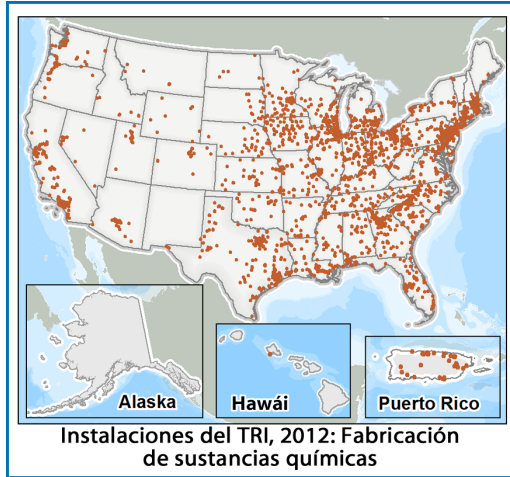 Alaska
Hawái
Puerto Rico
Instalaciones del TRI, 2012: Fabricación
de sustancias químicas